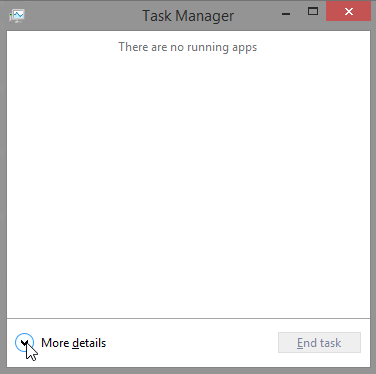 Task Manager
There are no running apps
More details
End task